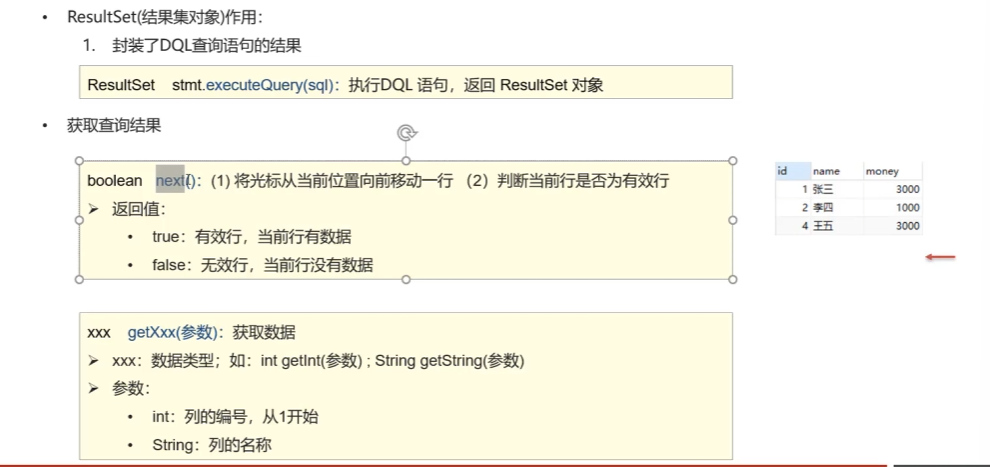 • ResultSet(结果集对象)作用：
1. 封装了DQL查询语句的结果
ResultSet stmt.executeQuery(sql)：执行DQL 语句，返回 ResultSet 对象
• 获取查询结果
boolean next()：(1) 将光标从当前位置向前移动一行 （2）判断当前行是否为有效行
➢ 返回值：
• true：有效行，当前行有数据
• false：无效行，当前行没有数据
id name money
1 张三 3000
2 李四 1000
4 王五 3000
xxx getXxx(参数)：获取数据
➢ xxx：数据类型；如：int getInt(参数) ; String getString(参数)
➢ 参数：
• int：列的编号，从1开始
• String：列的名称